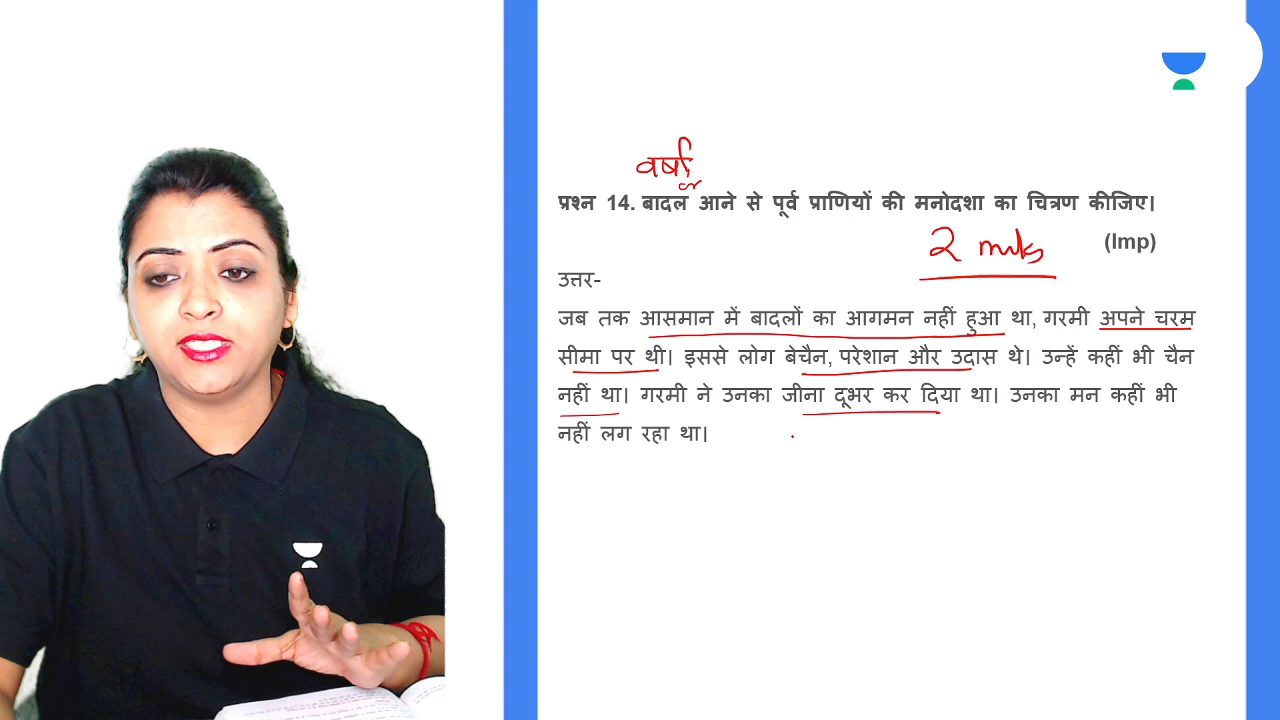 वर्षा
or
प्रश्न 14. बादल आने से पूर्व प्राणियों की मनोदशा का चित्रण कीजिए।
2 mks (Imp)
उत्तर-
जब तक आसमान में बादलों का आगमन नहीं हुआ था, गरमी अपने चरम
सीमा पर थी। इससे लोग बेचैन, परेशान और उदास थे। उन्हें कहीं भी चैन
नहीं था। गरमी ने उनका जीना दूभर कर दिया था। उनका मन कहीं भी
नहीं लग रहा था।